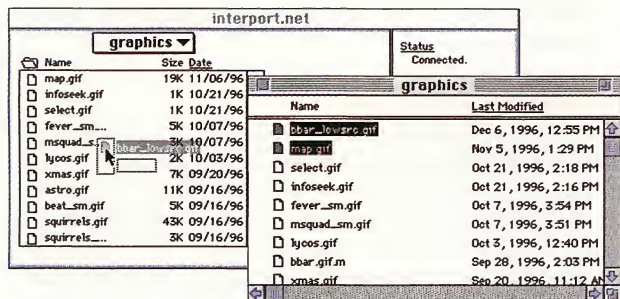 interport.net
graphics
Status
Connected.
Name Size Date
map.gif 19K 11/06/96
infoseek.gif 1K 10/21/96
select.gif 1K 10/21/96
fever_sm.... 5K 10/07/96
msquad_s.... 3K 10/07/96
bbar_lowsrc.gif
lycos.gif 2K 10/03/96
xmas.gif 7K 09/20/96
astro.gif 11K 09/16/96
beat_sm.gif 5K 09/16/96
squirrels.gif 43K 09/16/96
squirrels_... 3K 09/16/96
graphics
Name Last Modified
bbar_lowsrc.gif Dec 6, 1996, 12:55 PM
map.gif Nov 5, 1996, 1:29 PM
select.gif Oct 21, 1996, 2:18 PM
infoseek.gif Oct 21, 1996, 2:16 PM
fever_sm.gif Oct 7, 1996, 3:54 PM
msquad_sm.gif Oct 7, 1996, 3:51 PM
lycos.gif Oct 3, 1996, 12:40 PM
bbar.gif.m Sep 28, 1996, 2:03 PM
xmas.gif Sep 20, 1996, 11:12 AM